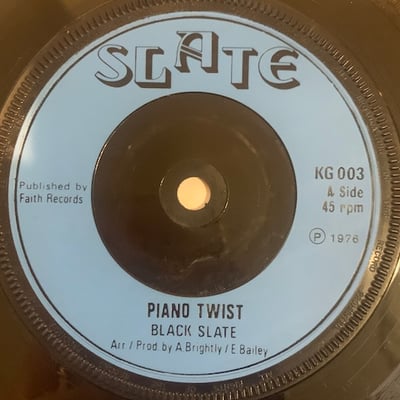 SLATE
Published by
Faith Records
KG 003
A Side
45 rpm
Ⓟ 1976
PIANO TWIST
BLACK SLATE
Arr / Prod by A. Brightly / E. Bailey